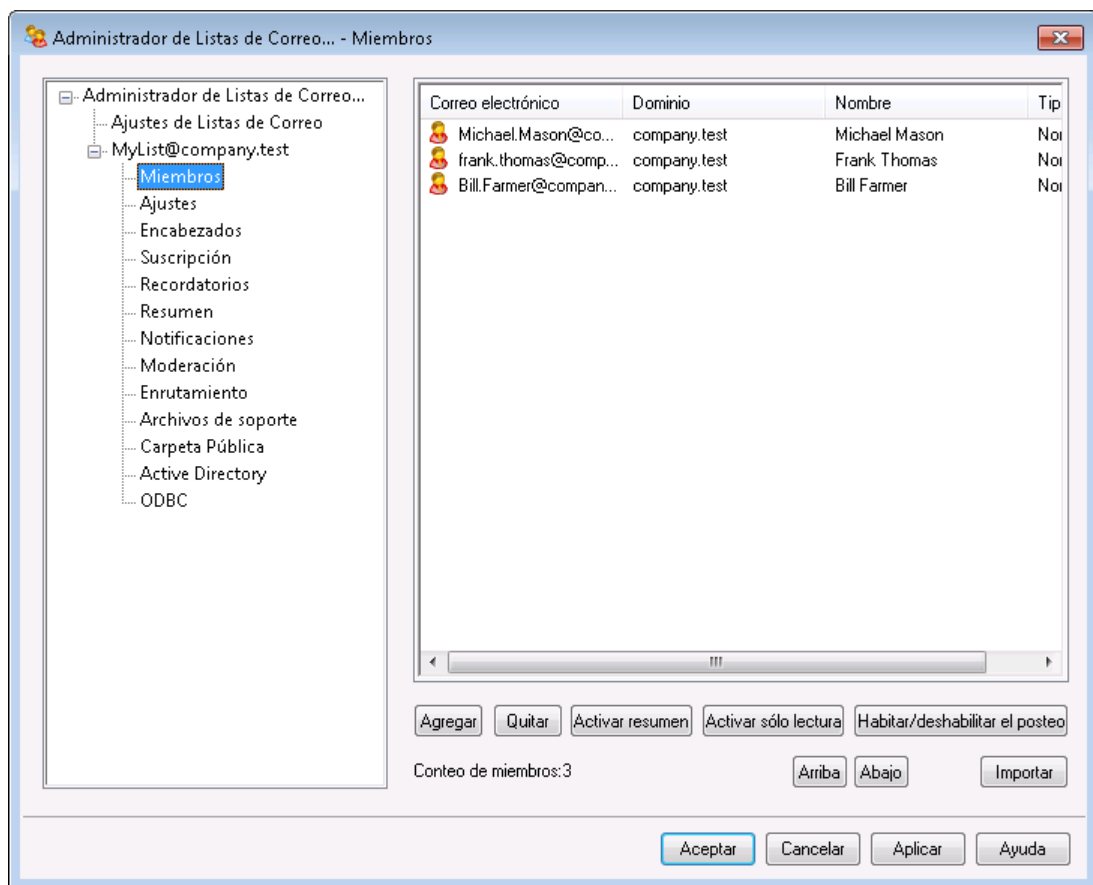 Administrador de Listas de Correo... - Miembros
Administrador de Listas de Correo...
Ajustes de Listas de Correo
MyList@company.test
Miembros
Ajustes
Encabezados
Suscripción
Recordatorios
Resumen
Notificaciones
Moderación
Enrutamiento
Archivos de soporte
Carpeta Pública
Active Directory
ODBC
Correo electrónico Dominio Nombre Tip
Michael.Mason@co... company.test Michael Mason Nor
frank.thomas@comp... company.test Frank Thomas Nor
Bill.Farmer@compan... company.test Bill Farmer Nor
Agregar Quitar Activar resumen Activar sólo lectura Habitar/deshabilitar el posteo
Conteo de miembros:3 Arriba Abajo Importar
Aceptar Cancelar Aplicar Ayuda